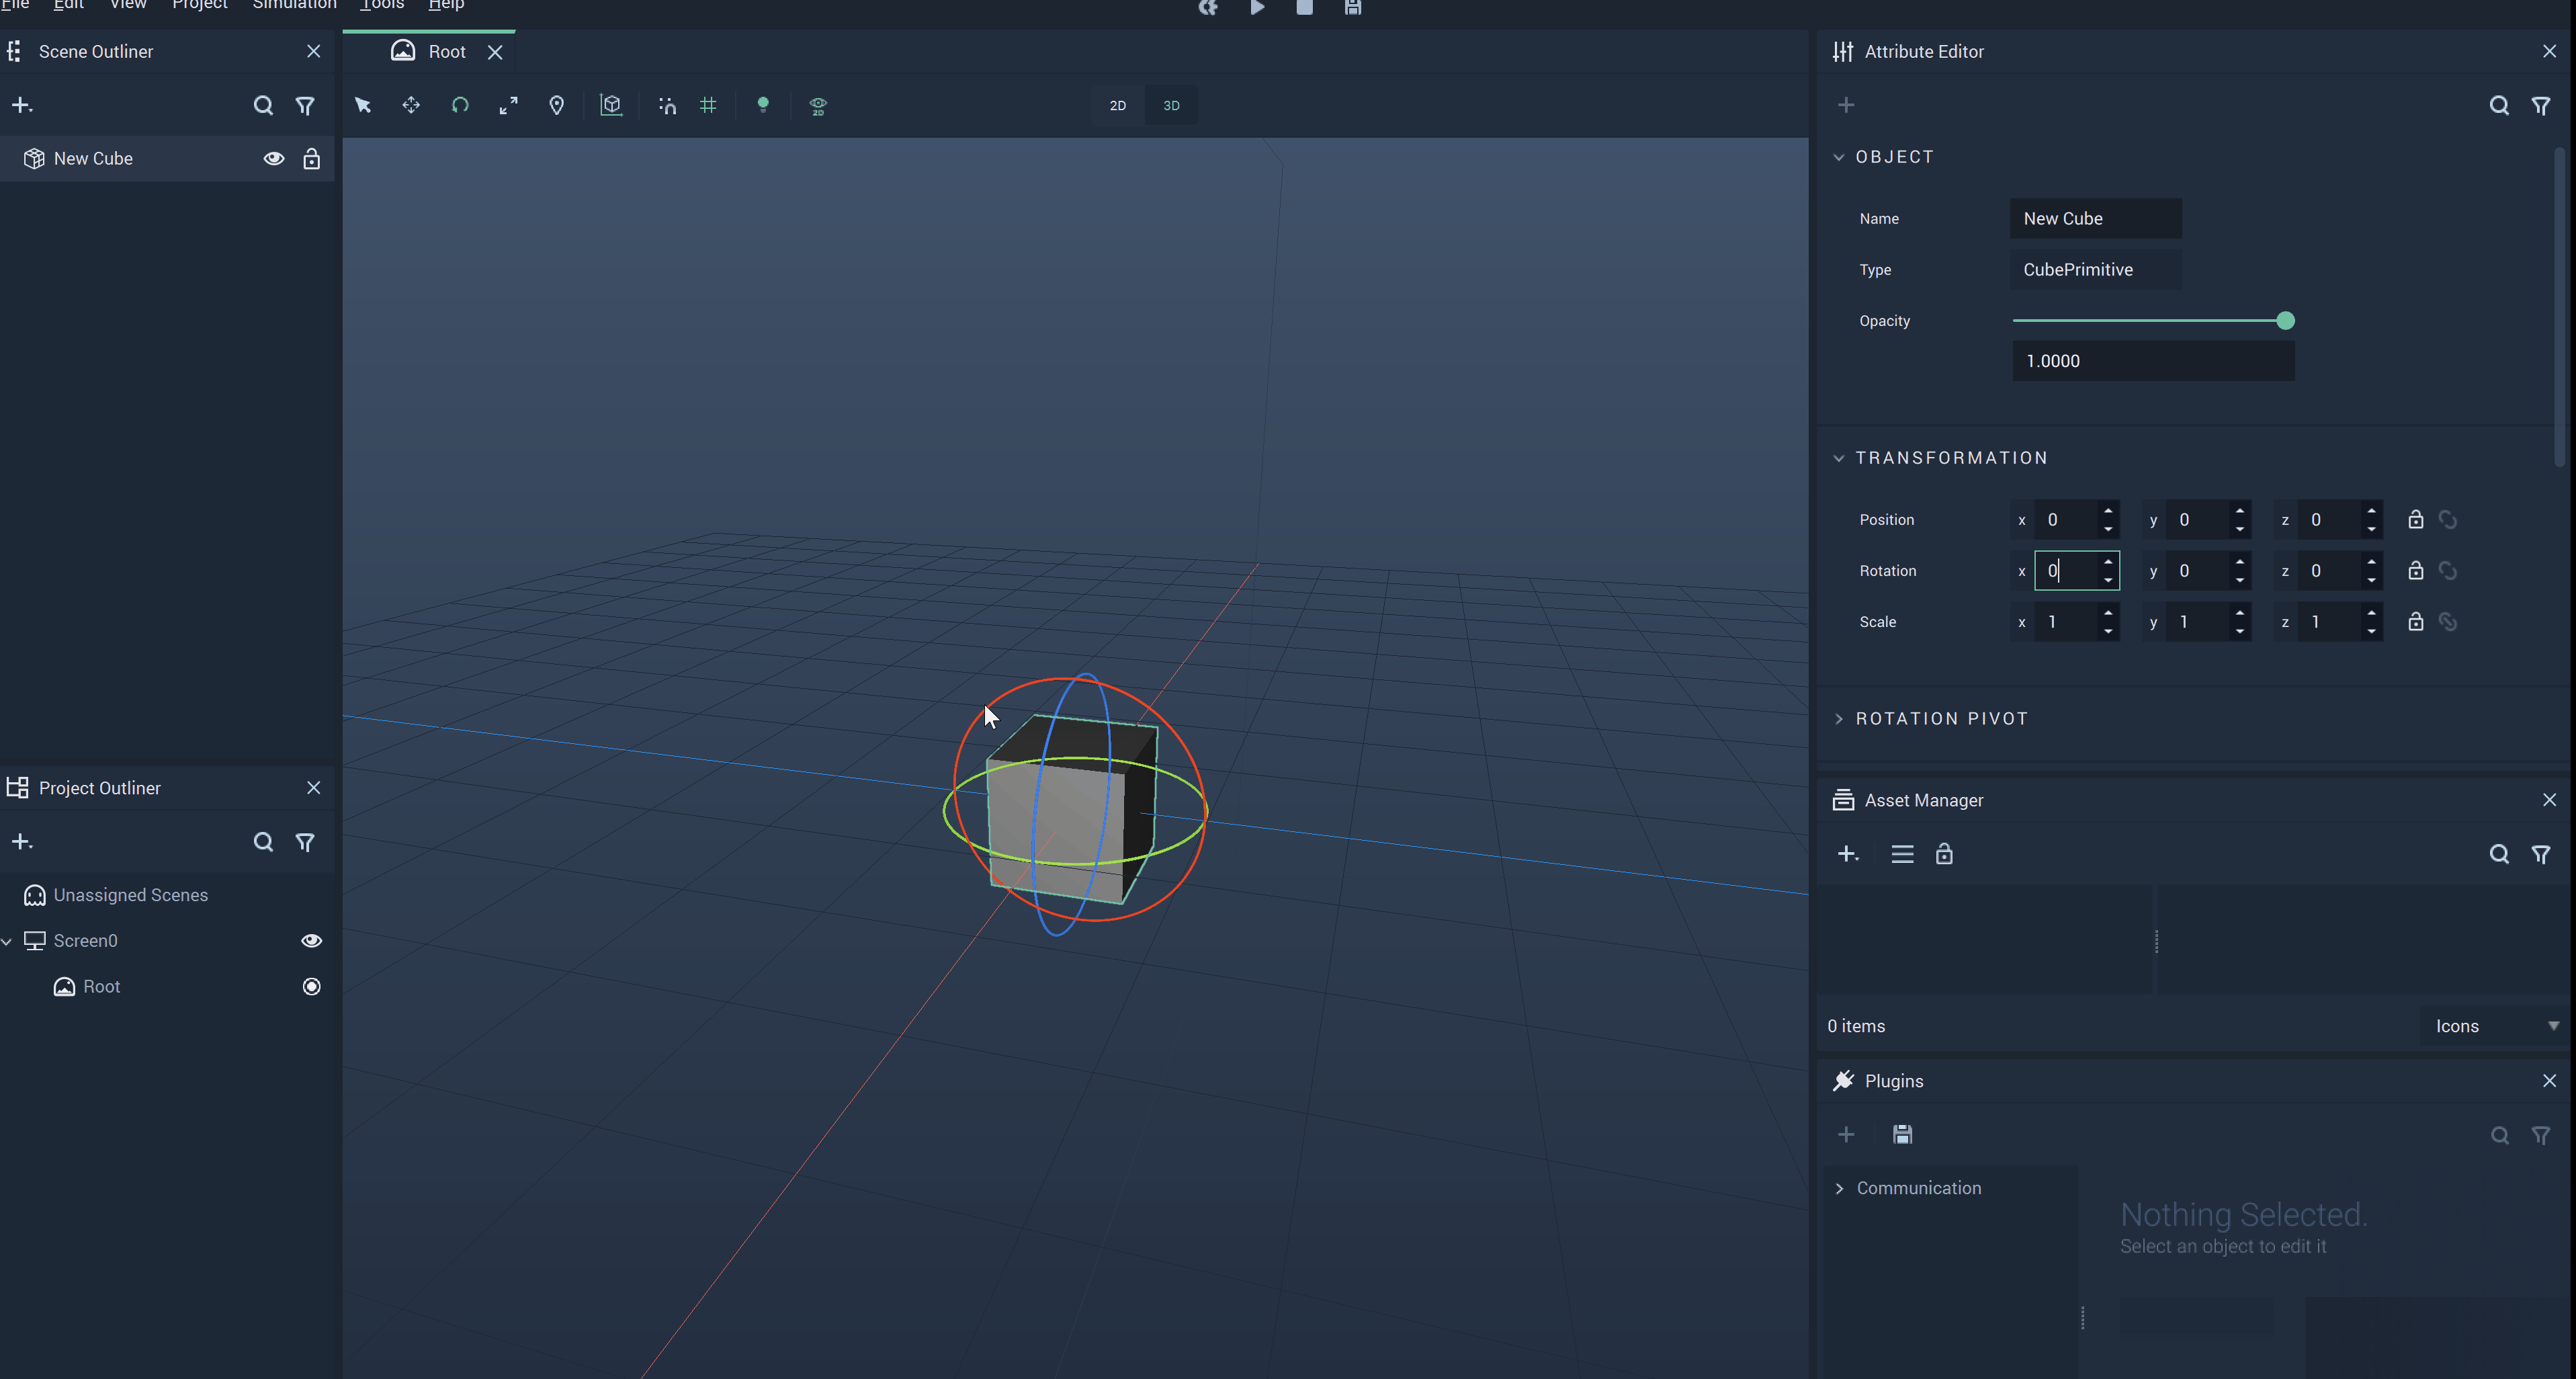 File Edit View Project Simulation Tools Help
Scene Outliner
New Cube
Project Outliner
Unassigned Scenes
Screen0
Root
Root
2D
2D 3D
Attribute Editor
OBJECT
Name New Cube
Type CubePrimitive
Opacity
1.0000
TRANSFORMATION
Position x 0 y 0 z 0
Rotation x 0 y 0 z 0
Scale x 1 y 1 z 1
ROTATION PIVOT
Asset Manager
0 items Icons
Plugins
Communication
Nothing Selected.
Select an object to edit it